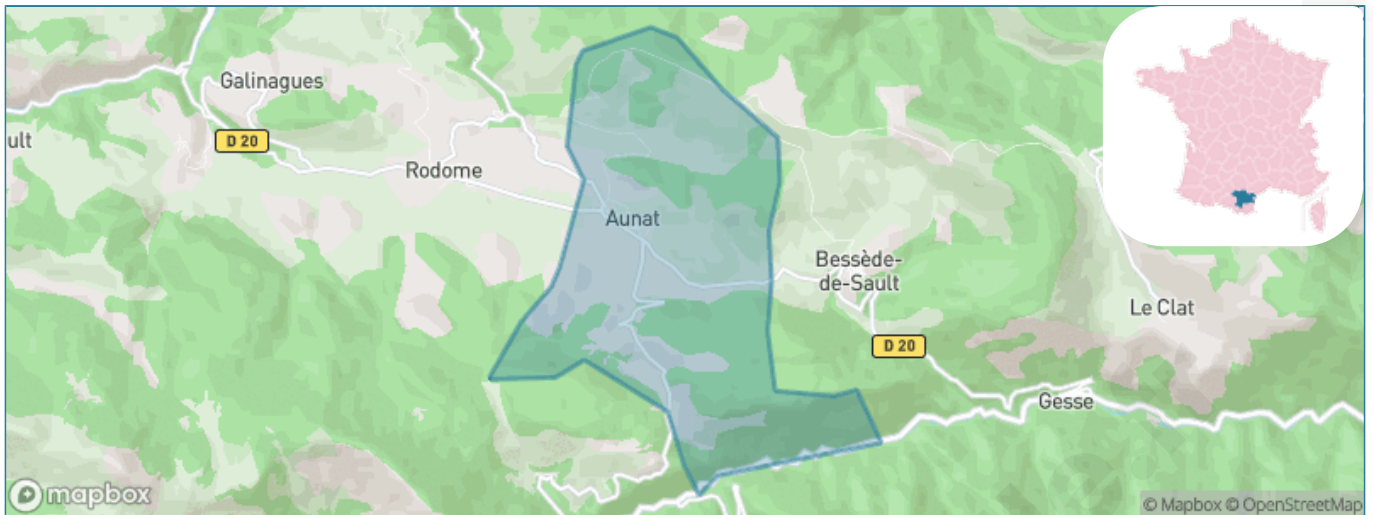 Galinagues
D 20
ult
Rodome
Aunat
Bessède-
de-Sault
Le Clat
D 20
Gesse
mapbox
© Mapbox © OpenStreetMap